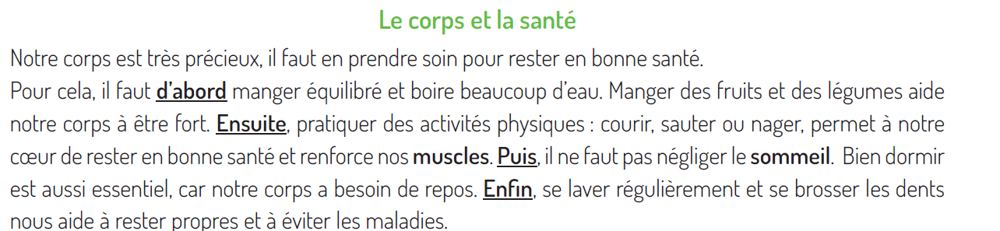 Le corps et la santé
Notre corps est très précieux, il faut en prendre soin pour rester en bonne santé.
Pour cela, il faut d'abord manger équilibré et boire beaucoup d'eau. Manger des fruits et des légumes aide
notre corps à être fort. Ensuite, pratiquer des activités physiques : courir, sauter ou nager, permet à notre
cœur de rester en bonne santé et renforce nos muscles. Puis, il ne faut pas négliger le sommeil. Bien dormir
est aussi essentiel, car notre corps a besoin de repos. Enfin, se laver régulièrement et se brosser les dents
nous aide à rester propres et à éviter les maladies.